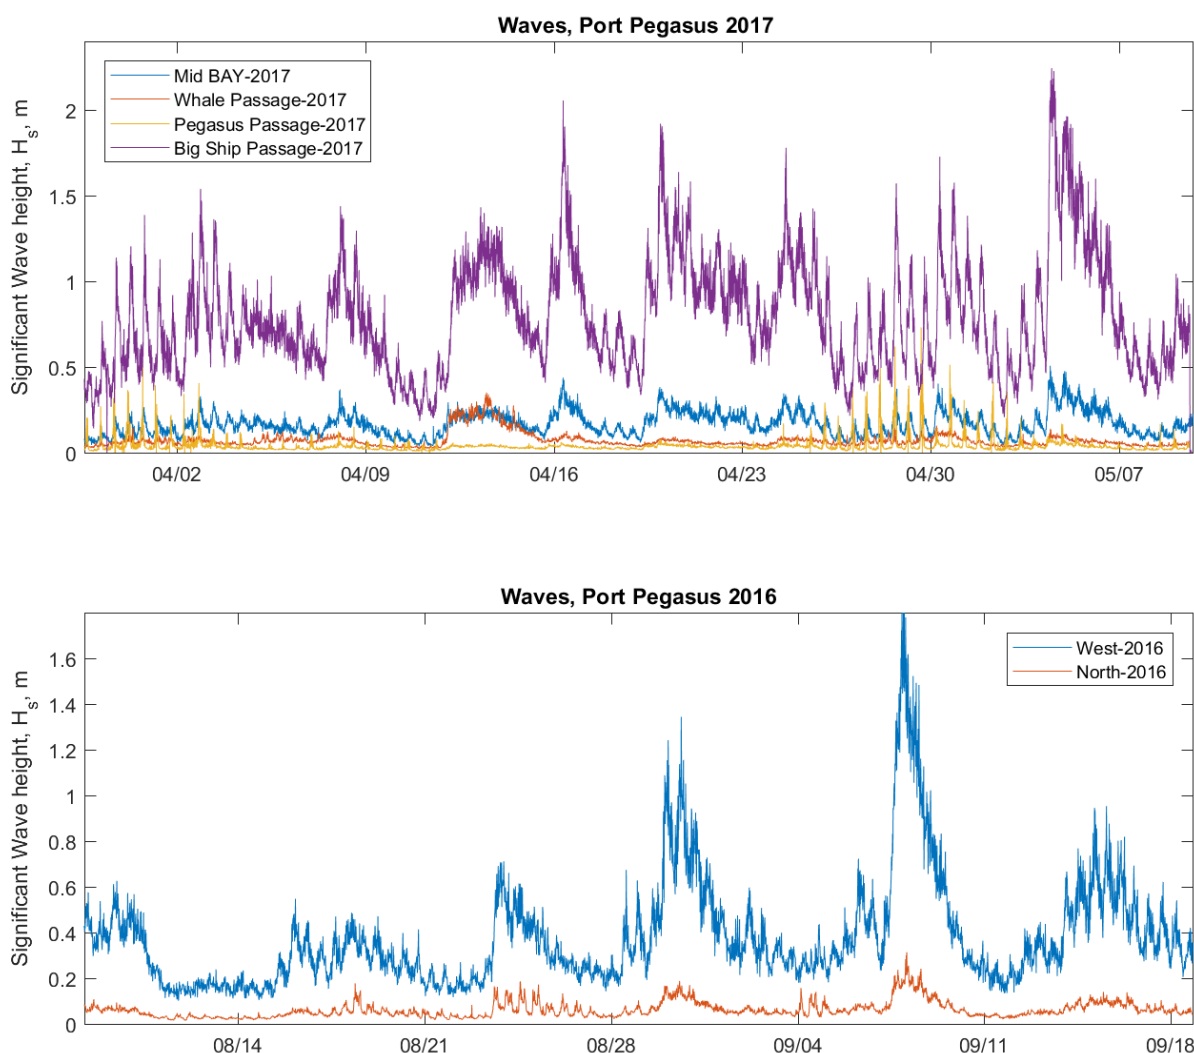 Waves, Port Pegasus 2017
Significant Wave height, Hs, m
2
1.5
1
0.5
0
Mid BAY-2017
Whale Passage-2017
Pegasus Passage-2017
Big Ship Passage-2017
04/02 04/09 04/16 04/23 04/30 05/07
Waves, Port Pegasus 2016
Significant Wave height, Hs, m
1.6
1.4
1.2
1
0.8
0.6
0.4
0.2
0
West-2016
North-2016
08/14 08/21 08/28 09/04 09/11 09/18